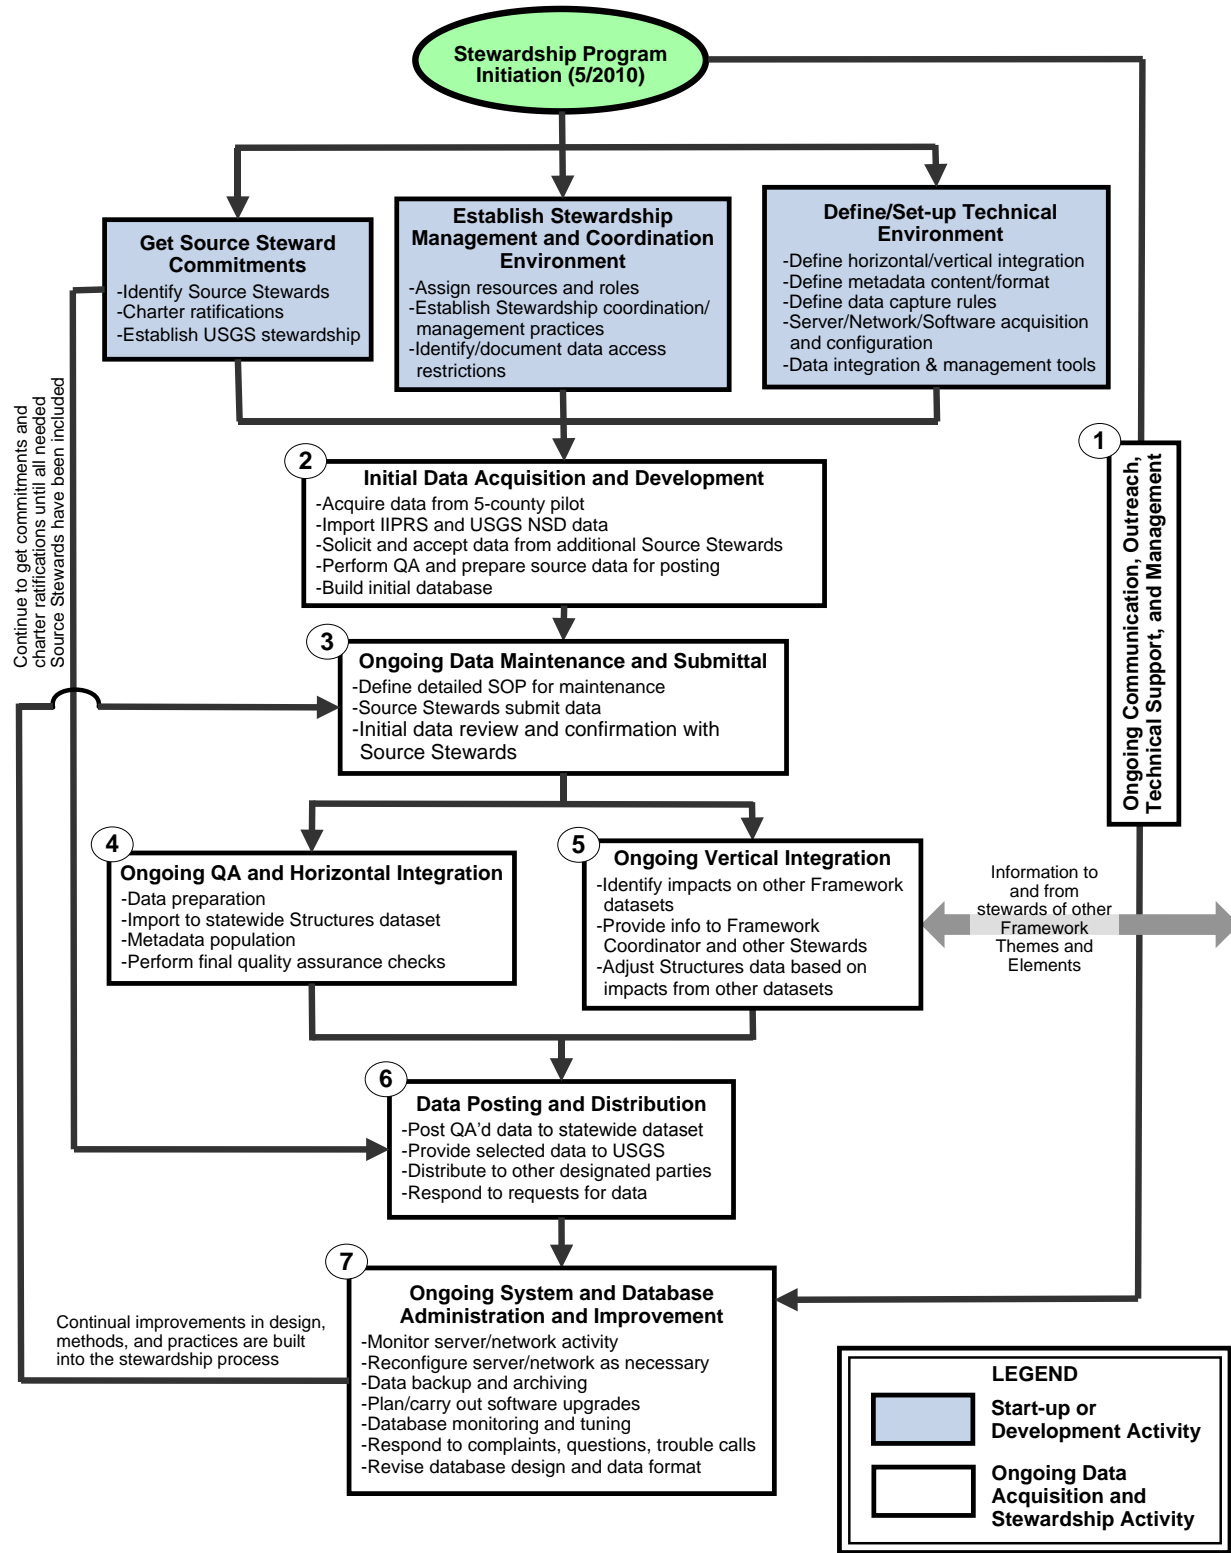 Stewardship Program
Initiation (5/2010)
Get Source Steward
Commitments
-Identify Source Stewards
-Charter ratifications
-Establish USGS stewardship
Establish Stewardship
Management and Coordination
Environment
-Assign resources and roles
-Establish Stewardship coordination/
management practices
-Identify/document data access
restrictions
Define/Set-up Technical
Environment
-Define horizontal/vertical integration
-Define metadata content/format
-Define data capture rules
-Server/Network/Software acquisition
and configuration
-Data integration & management tools
Continue to get commitments and
charter ratifications until all needed
Source Stewards have been included
1
Ongoing Communication, Outreach,
Technical Support, and Management
2
Initial Data Acquisition and Development
-Acquire data from 5-county pilot
-Import IIPRS and USGS NSD data
-Solicit and accept data from additional Source Stewards
-Perform QA and prepare source data for posting
-Build initial database
3
Ongoing Data Maintenance and Submittal
-Define detailed SOP for maintenance
-Source Stewards submit data
-Initial data review and confirmation with
Source Stewards
4
Ongoing QA and Horizontal Integration
-Data preparation
-Import to statewide Structures dataset
-Metadata population
-Perform final quality assurance checks
5
Ongoing Vertical Integration
-Identify impacts on other Framework
datasets
-Provide info to Framework
Coordinator and other Stewards
-Adjust Structures data based on
impacts from other datasets
Information to
and from
stewards of other
Framework
Themes and
Elements
6
Data Posting and Distribution
-Post QA’d data to statewide dataset
-Provide selected data to USGS
-Distribute to other designated parties
-Respond to requests for data
7
Ongoing System and Database
Administration and Improvement
-Monitor server/network activity
-Reconfigure server/network as necessary
-Data backup and archiving
-Plan/carry out software upgrades
-Database monitoring and tuning
-Respond to complaints, questions, trouble calls
-Revise database design and data format
Continual improvements in design,
methods, and practices are built
into the stewardship process
LEGEND
Start-up or
Development Activity
Ongoing Data
Acquisition and
Stewardship Activity